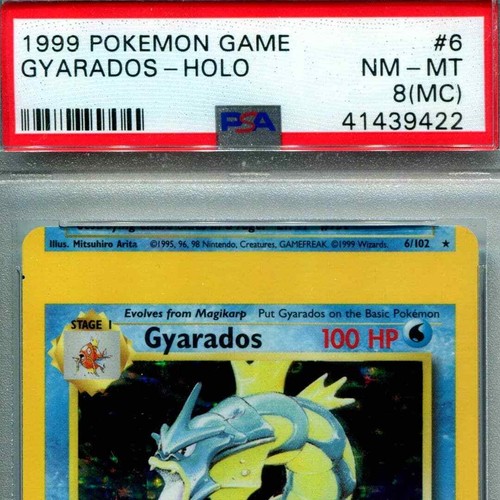 1999 POKEMON GAME #6
GYARADOS – HOLO NM – MT
8(MC)
PSA 41439422
Illus. Mitsuhiro Arita ©1995, 96, 98 Nintendo, Creatures, GAMEFREAK. ©1999 Wizards. 6/102 ★
Evolves from Magikarp Put Gyarados on the Basic Pokémon
STAGE 1 Gyarados 100 HP